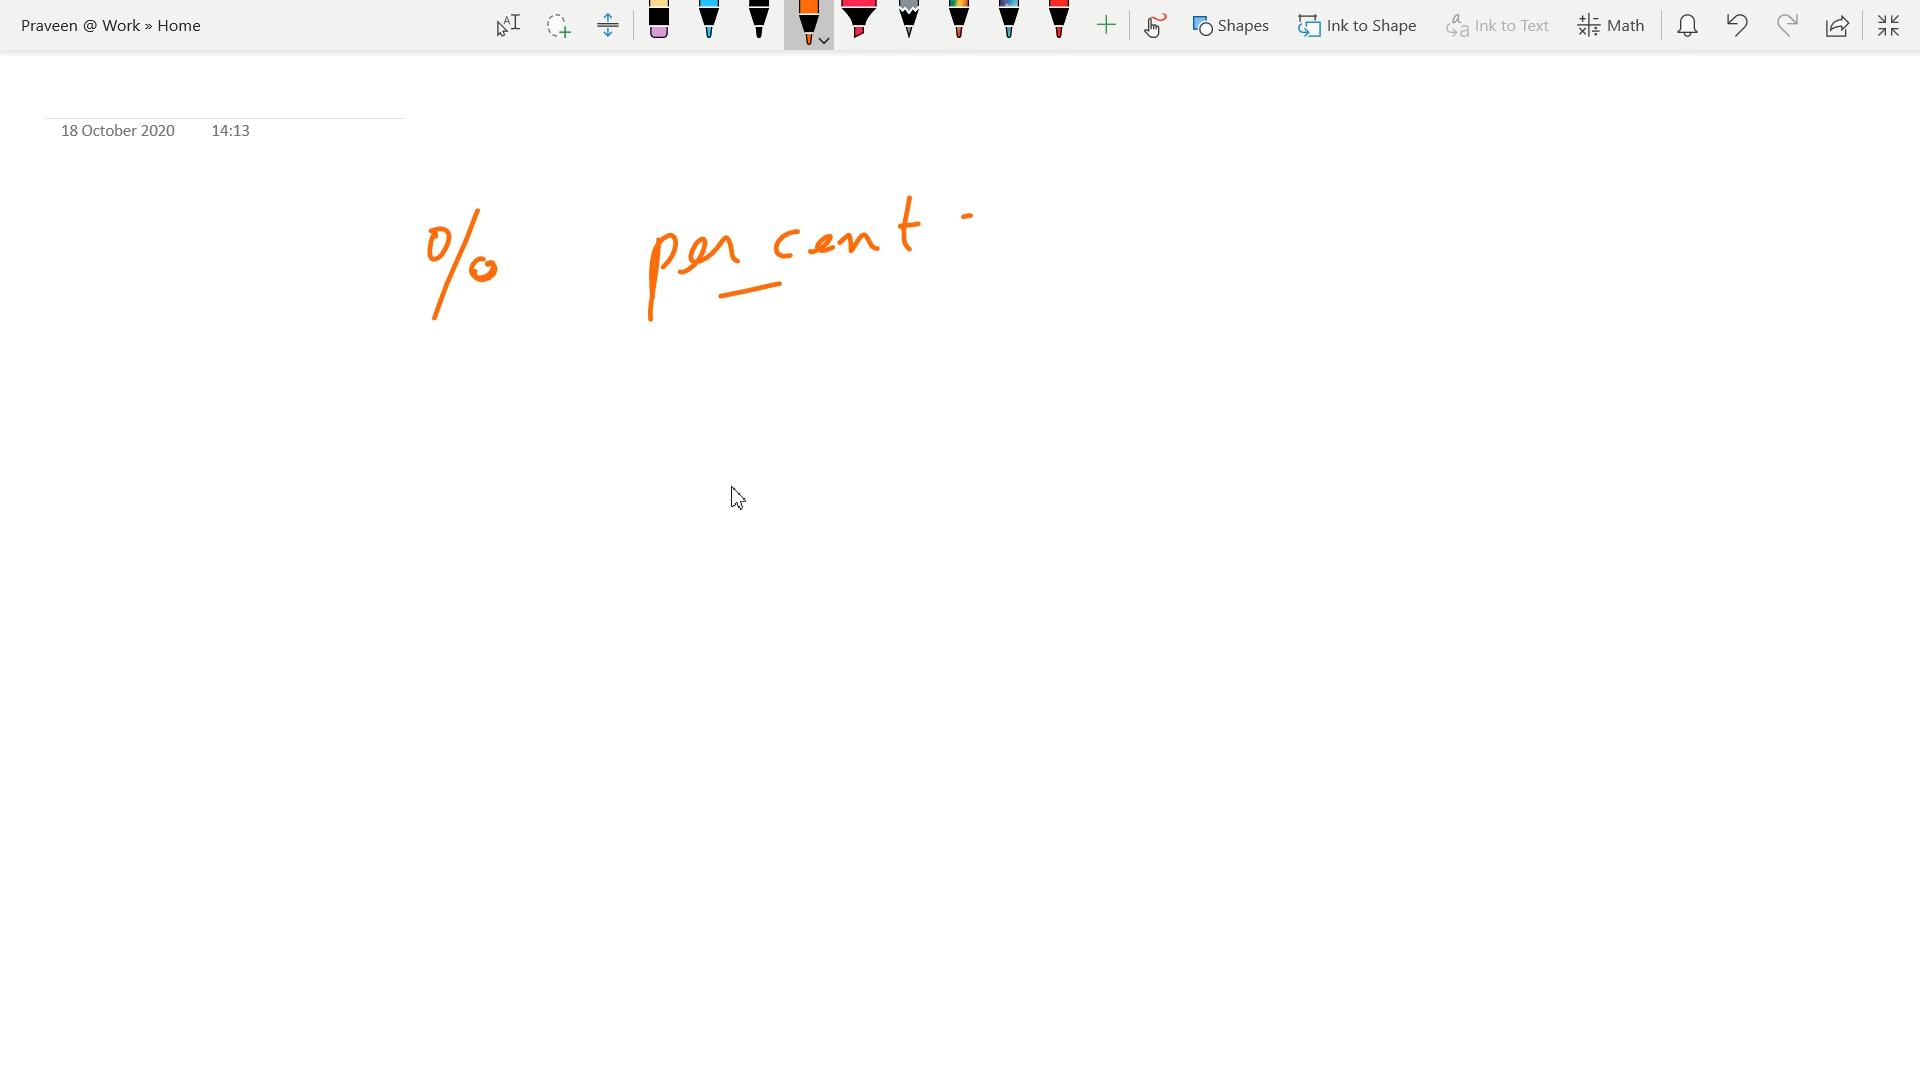 Praveen @ Work » Home
Shapes
Ink to Shape
Ink to Text
Math
18 October 2020 14:13
% per cent -